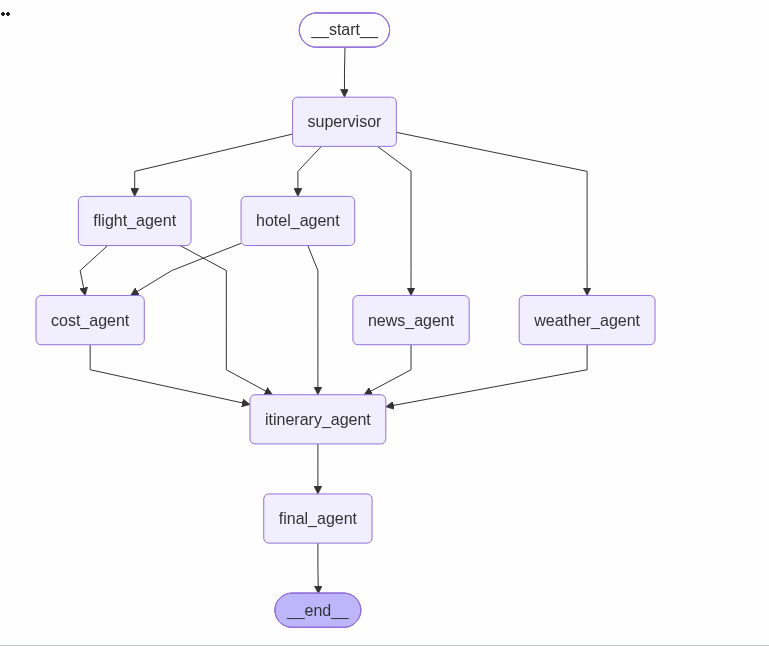 __start__
supervisor
flight_agent
hotel_agent
cost_agent
news_agent
weather_agent
itinerary_agent
final_agent
__end__